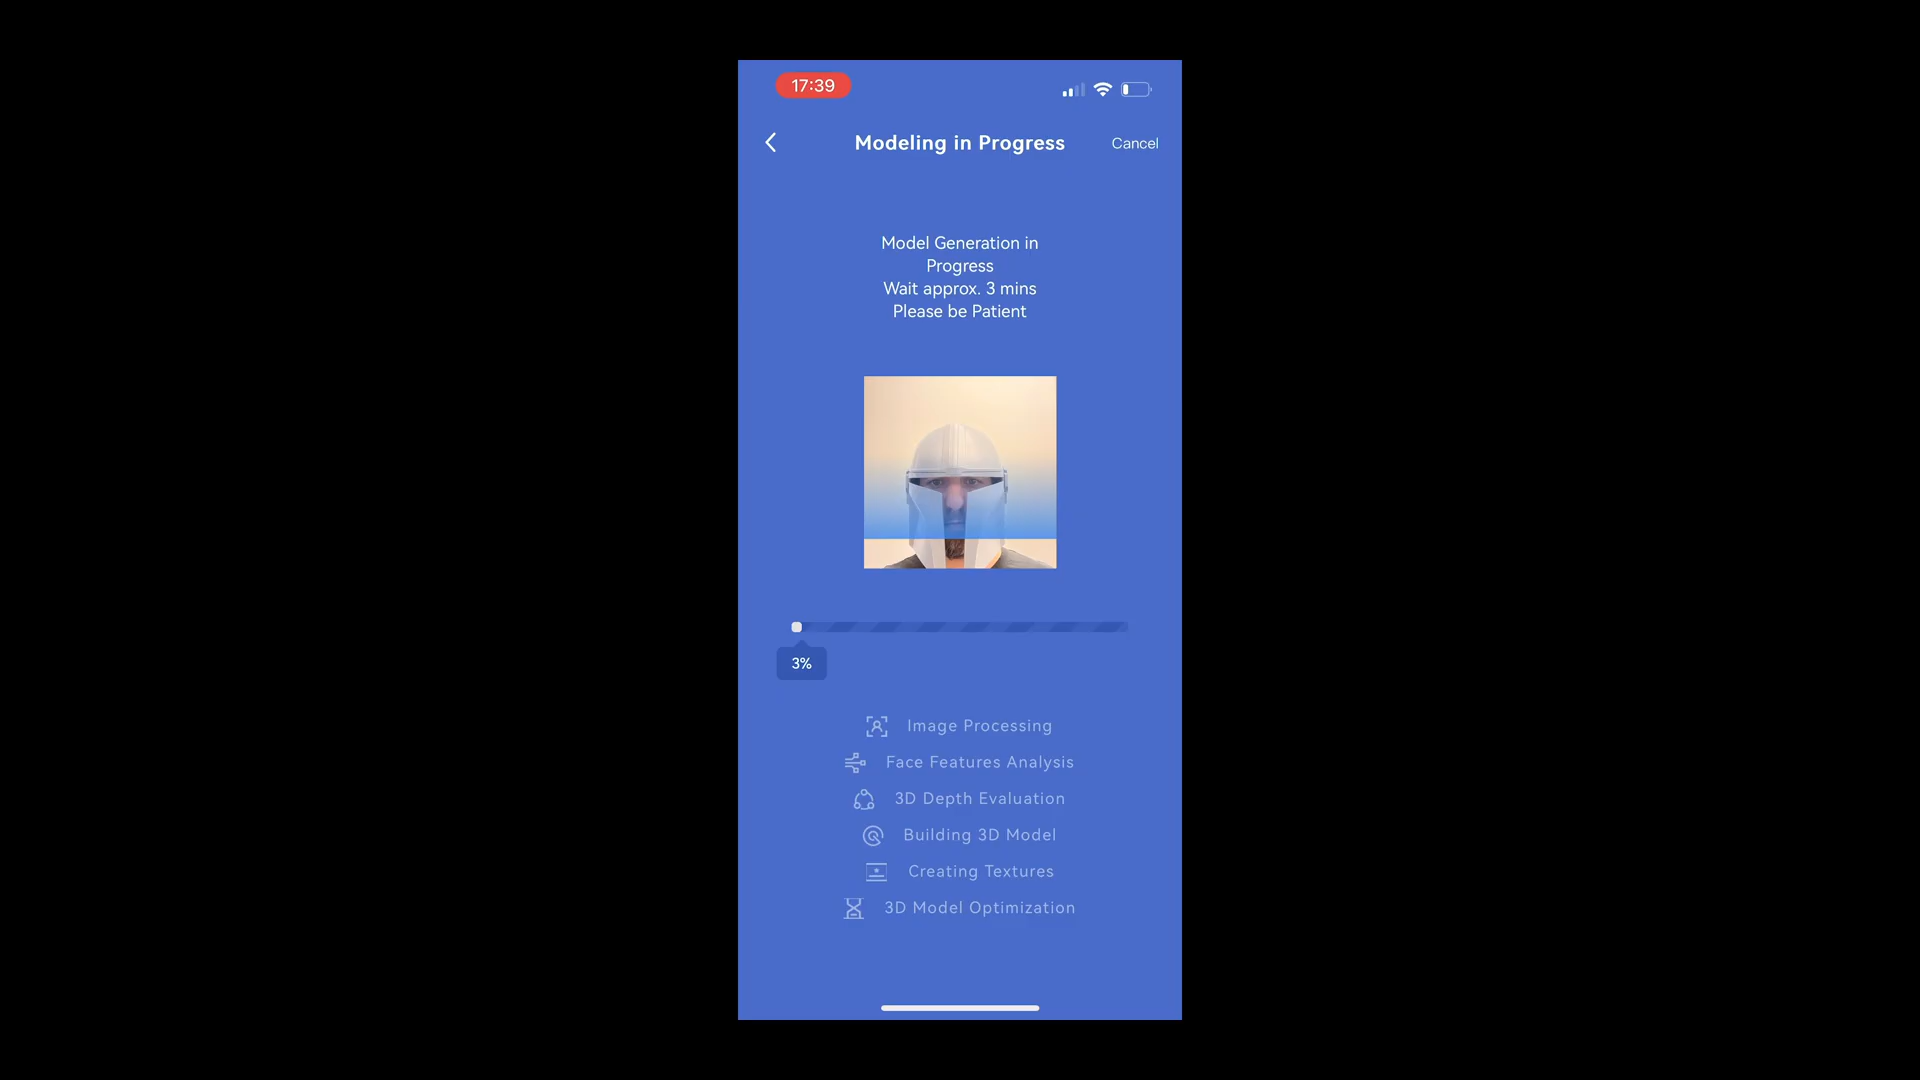 17:39
Modeling in Progress
Cancel
Model Generation in
Progress
Wait approx. 3 mins
Please be Patient
3%
Image Processing
Face Features Analysis
3D Depth Evaluation
Building 3D Model
Creating Textures
3D Model Optimization